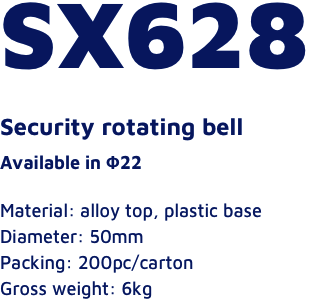 SX628
Security rotating bell
Available in Φ22
Material: alloy top, plastic base
Diameter: 50mm
Packing: 200pc/carton
Gross weight: 6kg